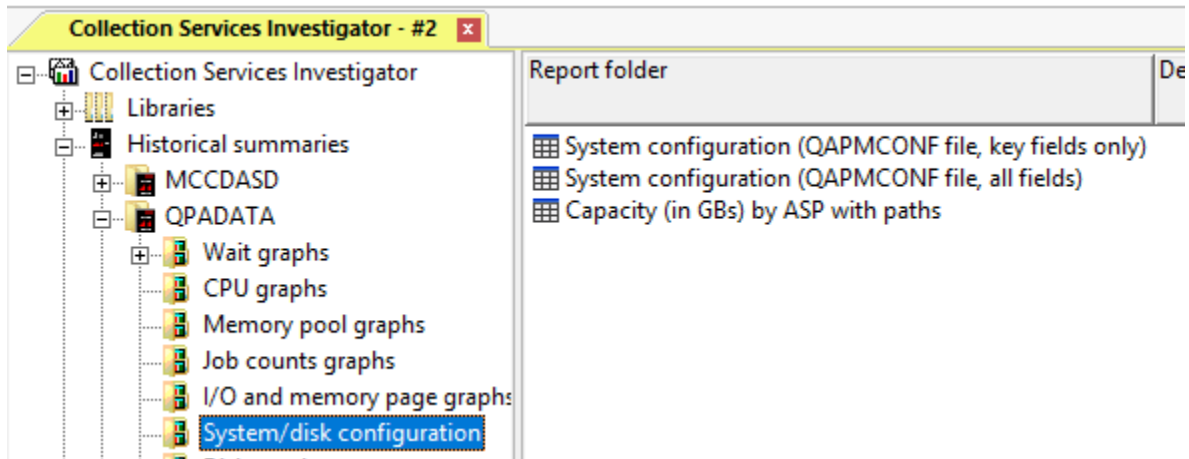 Collection Services Investigator - #2 x
Collection Services Investigator
Libraries
Historical summaries
MCCDASD
QPADATA
Wait graphs
CPU graphs
Memory pool graphs
Job counts graphs
I/O and memory page graphs
System/disk configuration
Report folder
De
System configuration (QAPMCONF file, key fields only)
System configuration (QAPMCONF file, all fields)
Capacity (in GBs) by ASP with paths